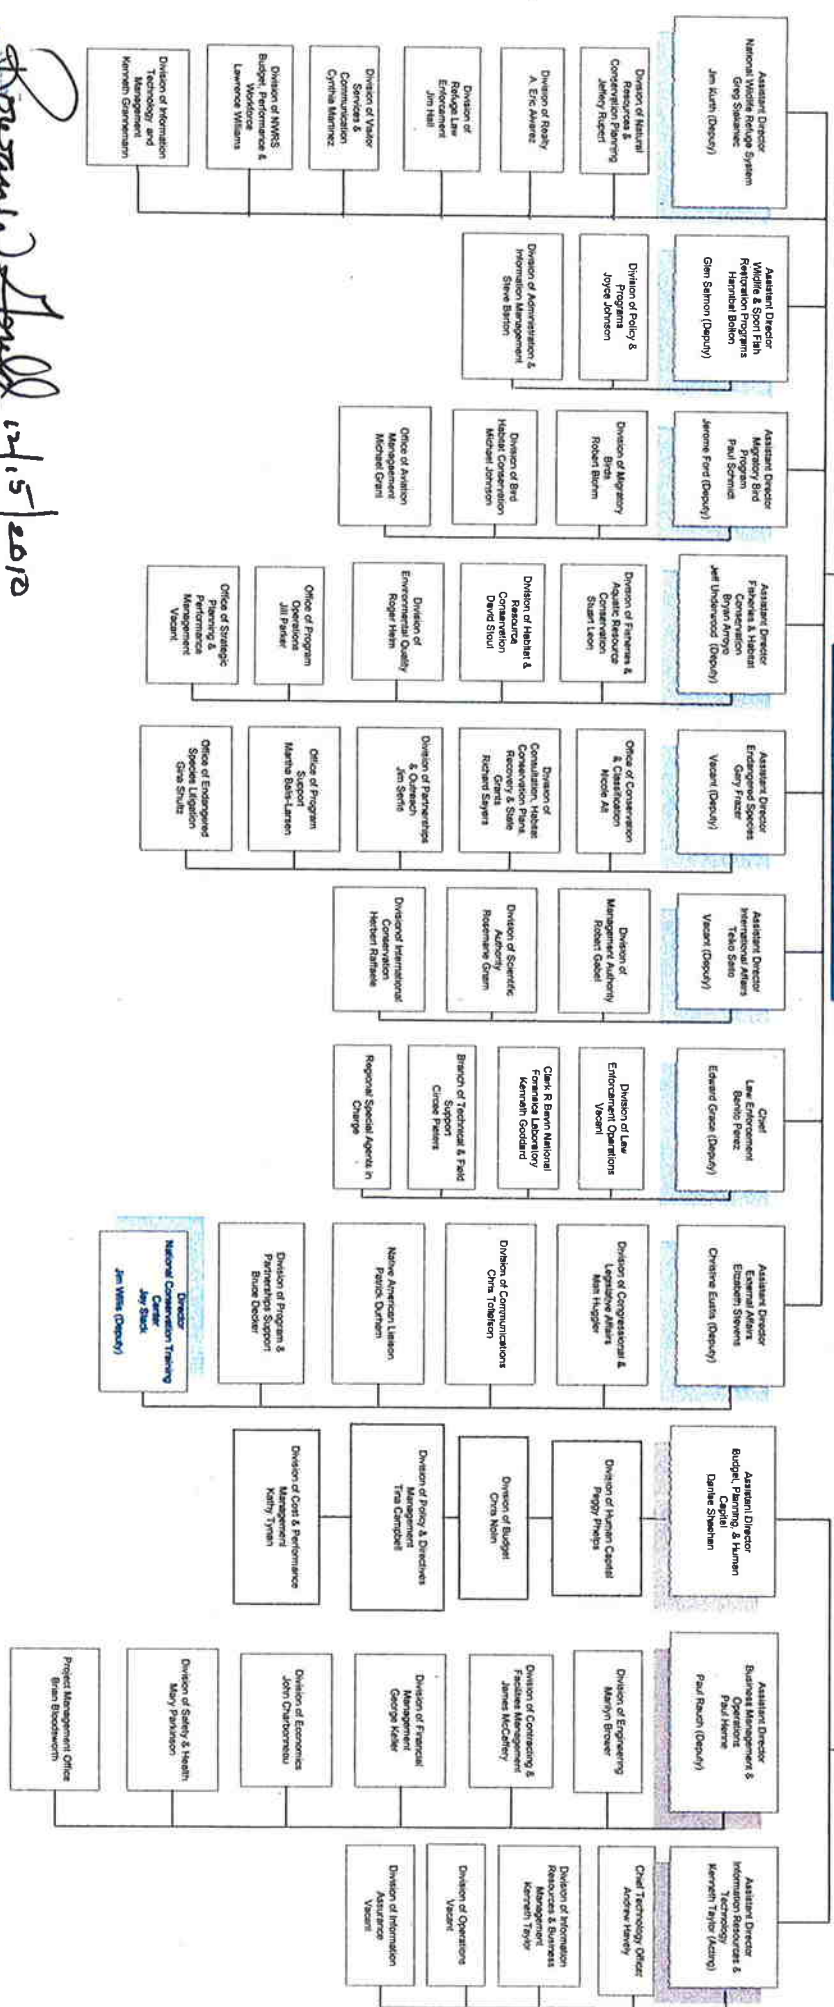 Assistant Director
National Wildlife Refuge System
Greg Siekaniec
Jim Kurth (Deputy)
Division of Natural
Resources &
Conservation Planning
Jeffery Rupert
Division of Realty
A. Eric Alvarez
Division of
Refuge Law
Enforcement
Jim Hall
Division of Visitor
Services &
Communication
Cynthia Martinez
Division of NWRS
Budget, Performance &
Workforce
Lawrence Williams
Division of Information
Technology and
Management
Kenneth Grannemann
Assistant Director
Wildlife & Sport Fish
Restoration Programs
Hannibal Bolton
Glen Salmon (Deputy)
Division of Policy &
Programs
Joyce Johnson
Division of Administration &
Information Management
Steve Barton
Assistant Director
Migratory Bird
Program
Paul Schmidt
Jerome Ford (Deputy)
Division of Migratory
Birds
Robert Blohm
Division of Bird
Habitat Conservation
Michael Johnson
Office of Aviation
Management
Michael Grant
Assistant Director
Fisheries & Habitat
Conservation
Bryan Arroyo
Jeff Underwood (Deputy)
Division of Fisheries &
Aquatic Resource
Conservation
Stuart Leon
Division of Habitat &
Resource
Conservation
David Stout
Division of
Environmental Quality
Roger Helm
Office of Program
Operations
Jill Parker
Office of Strategic
Planning &
Performance
Management
Vacant
Assistant Director
Endangered Species
Gary Frazer
Vacant (Deputy)
Office of Conservation
& Classification
Nicole Alt
Division of
Consultation, Habitat
Conservation Plans,
Recovery & State
Grants
Richard Sayers
Division of Partnerships
& Outreach
Jim Serfis
Office of Program
Support
Martha Balis-Larsen
Office of Endangered
Species Litigation
Gina Shultz
Assistant Director
International Affairs
Teiko Saito
Vacant (Deputy)
Division of
Management Authority
Robert Gabel
Division of Scientific
Authority
Rosemarie Gnam
Divisionof International
Conservation
Herbert Raffaele
Chief
Law Enforcement
Benito Perez
Edward Grace (Deputy)
Division of Law
Enforcement Operations
Vacant
Clark R Bavin National
Forensics Laboratory
Kenneth Goddard
Branch of Technical & Field
Support
Circee Pieters
Regional Special Agents in
Charge
Assistant Director
External Affairs
Elizabeth Stevens
Christine Eustis (Deputy)
Division of Congressional &
Legislative Affairs
Matt Huggler
Division of Communications
Chris Tollefson
Native American Liaison
Patrick Durham
Division of Program &
Partnerships Support
Bruce Decker
Director
National Conservation Training
Center
Jay Slack
Jim Willis (Deputy)
Assistant Director
Budget, Planning, & Human
Capital
Denise Sheehan
Division of Human Capital
Peggy Phelps
Division of Budget
Chris Nolin
Division of Policy & Directives
Management
Tina Campbell
Division of Cost & Performance
Management
Kathy Tynan
Assistant Director
Business Management &
Operations
Paul Henne
Paul Rauch (Deputy)
Division of Engineering
Marilyn Brower
Division of Contracting &
Facilities Management
James McCaffery
Division of Financial
Management
George Keller
Division of Economics
John Charbonneau
Division of Safety & Health
Mary Parkinson
Project Management Office
Brian Bloodsworth
Assistant Director
Information Resources &
Technology
Kenneth Taylor (Acting)
Chief Technology Officer
Andrew Havely
Division of Information
Resources & Business
Management
Kenneth Taylor
Division of Operations
Vacant
Division of Information
Assurance
Vacant
12/15/2010